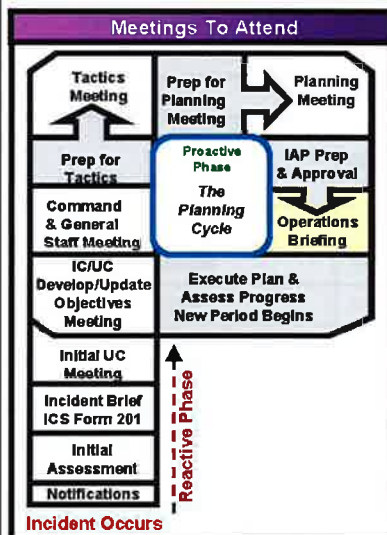 Meetings To Attend
Tactics
Meeting
Prep for
Planning
Meeting
Planning
Meeting
Prep for
Tactics
Proactive
Phase
The
Planning
Cycle
IAP Prep
& Approval
Command
& General
Staff Meeting
Operations
Briefing
IC/UC
Develop/Update
Objectives
Meeting
Execute Plan &
Assess Progress
New Period Begins
Initial UC
Meeting
Incident Brief
ICS Form 201
Initial
Assessment
Notifications
Reactive Phase
Incident Occurs